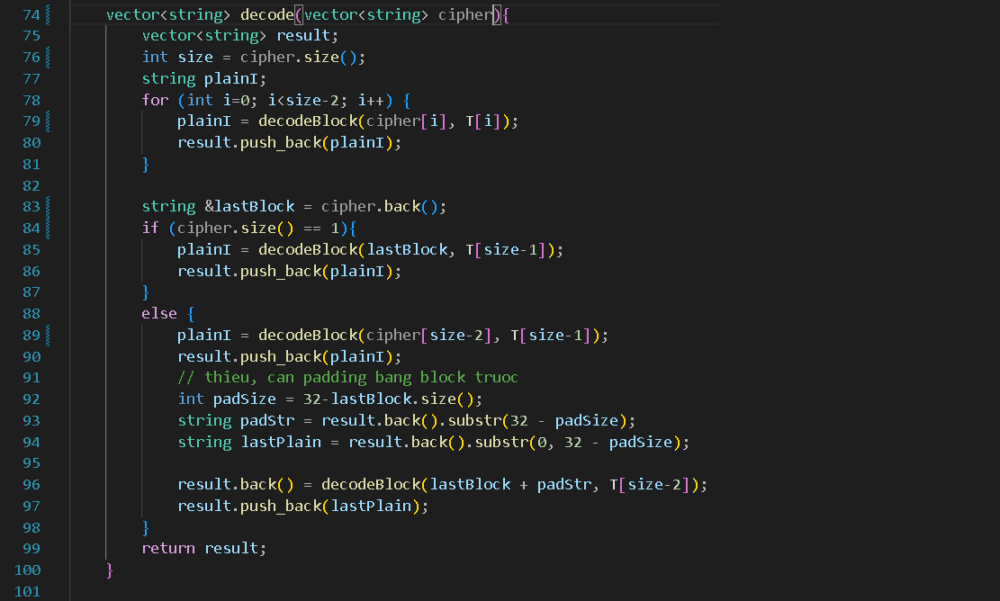 74 vector<string> decode(vector<string> cipher){
75     vector<string> result;
76     int size = cipher.size();
77     string plainI;
78     for (int i=0; i<size-2; i++) {
79         plainI = decodeBlock(cipher[i], T[i]);
80         result.push_back(plainI);
81     }
82
83     string &lastBlock = cipher.back();
84     if (cipher.size() == 1){
85         plainI = decodeBlock(lastBlock, T[size-1]);
86         result.push_back(plainI);
87     }
88     else {
89         plainI = decodeBlock(cipher[size-2], T[size-1]);
90         result.push_back(plainI);
91         // thieu, can padding bang block truoc
92         int padSize = 32-lastBlock.size();
93         string padStr = result.back().substr(32 - padSize);
94         string lastPlain = result.back().substr(0, 32 - padSize);
95
96         result.back() = decodeBlock(lastBlock + padStr, T[size-2]);
97         result.push_back(lastPlain);
98     }
99     return result;
100 }
101